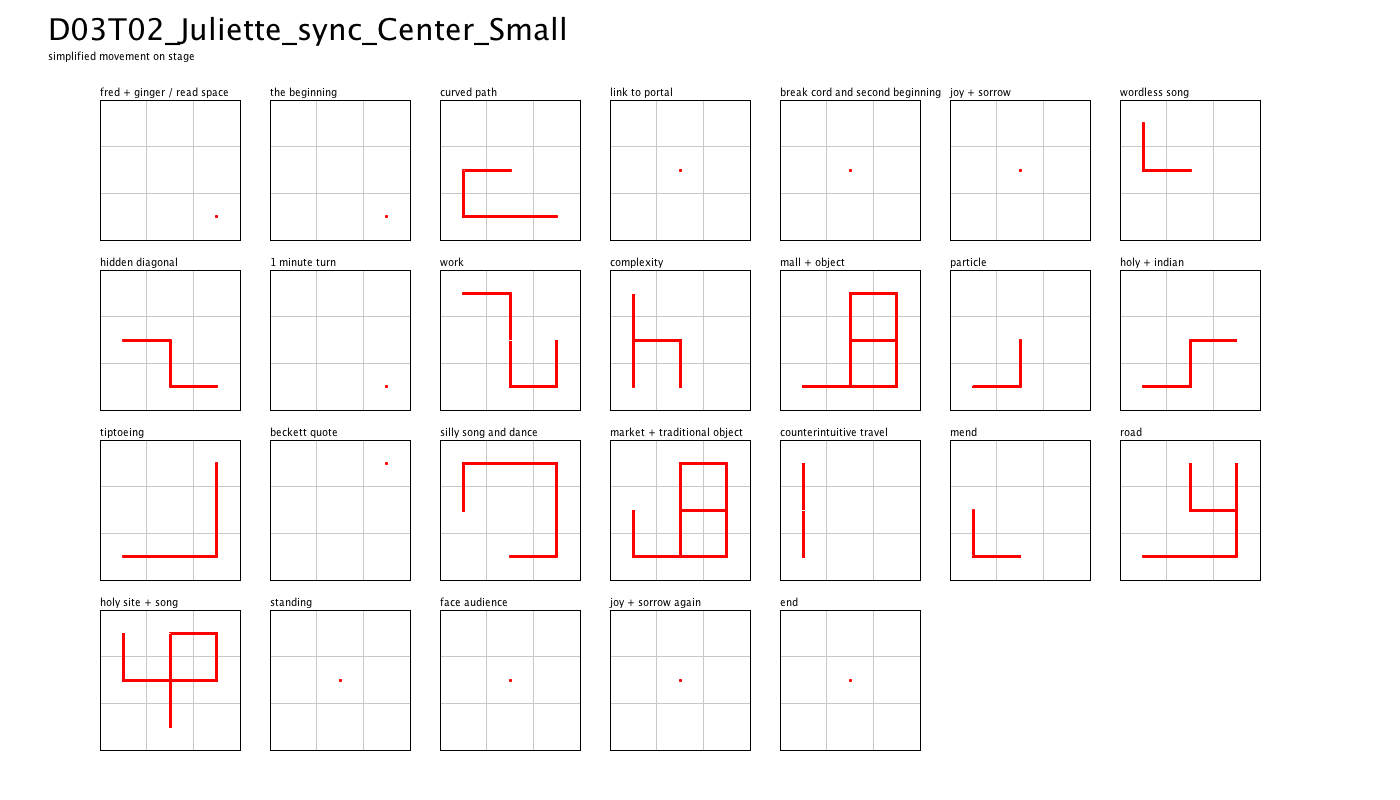 D03T02_Juliette_sync_Center_Small
simplified movement on stage
fred + ginger / read space
the beginning
curved path
link to portal
break cord and second beginning
joy + sorrow
wordless song
hidden diagonal
1 minute turn
work
complexity
mall + object
particle
holy + indian
tiptoeing
beckett quote
silly song and dance
market + traditional object
counterintuitive travel
mend
road
holy site + song
standing
face audience
joy + sorrow again
end